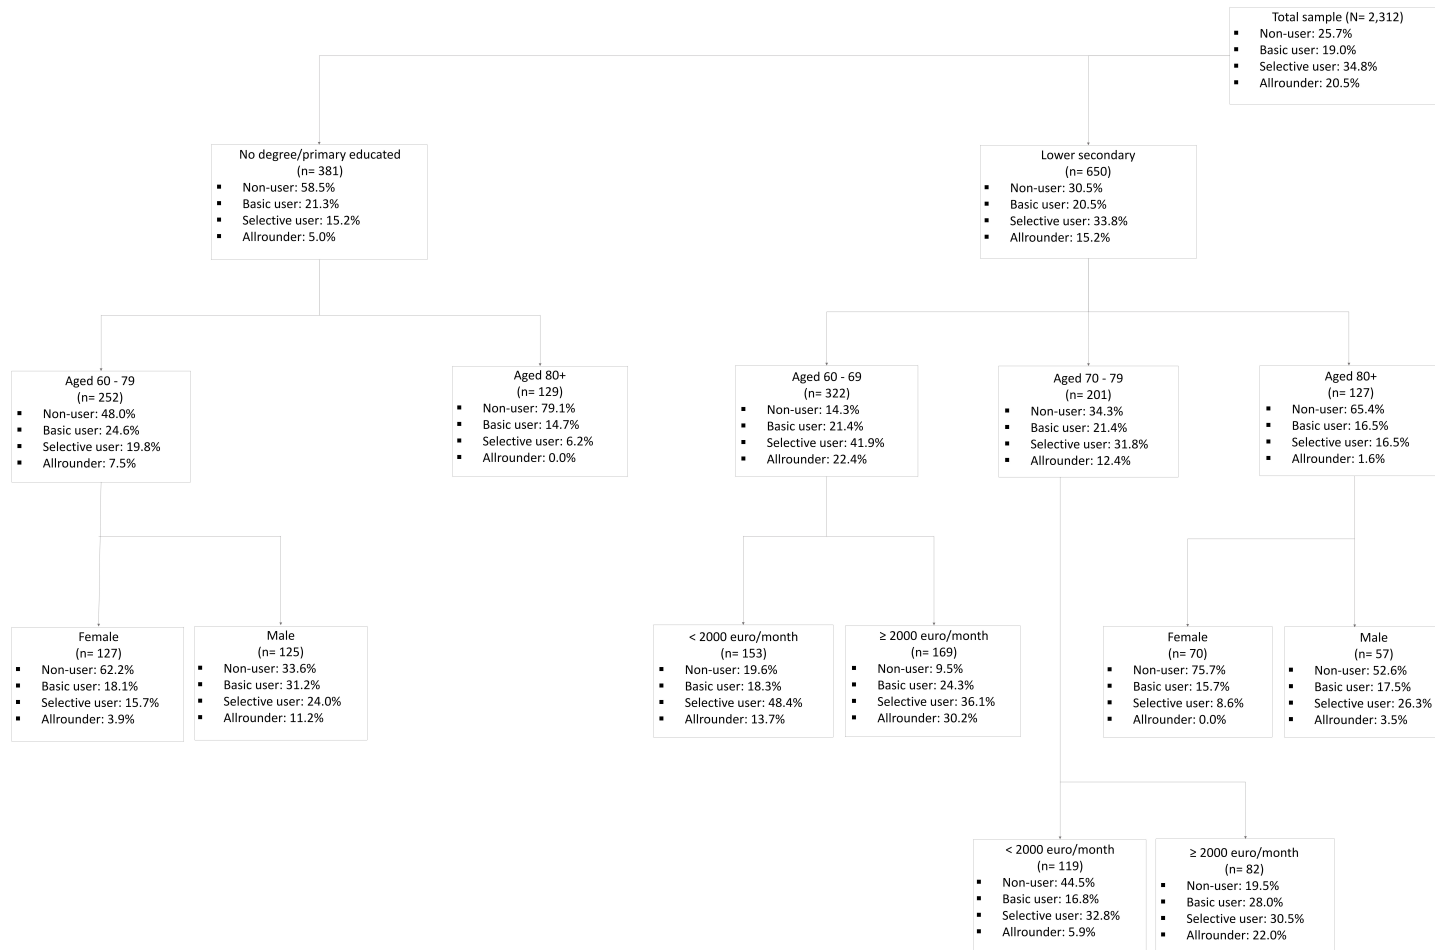 Total sample (N= 2,312)
▪ Non-user: 25.7%
▪ Basic user: 19.0%
▪ Selective user: 34.8%
▪ Allrounder: 20.5%
No degree/primary educated
(n= 381)
▪ Non-user: 58.5%
▪ Basic user: 21.3%
▪ Selective user: 15.2%
▪ Allrounder: 5.0%
Lower secondary
(n= 650)
▪ Non-user: 30.5%
▪ Basic user: 20.5%
▪ Selective user: 33.8%
▪ Allrounder: 15.2%
Aged 60 - 79
(n= 252)
▪ Non-user: 48.0%
▪ Basic user: 24.6%
▪ Selective user: 19.8%
▪ Allrounder: 7.5%
Aged 80+
(n= 129)
▪ Non-user: 79.1%
▪ Basic user: 14.7%
▪ Selective user: 6.2%
▪ Allrounder: 0.0%
Aged 60 - 69
(n= 322)
▪ Non-user: 14.3%
▪ Basic user: 21.4%
▪ Selective user: 41.9%
▪ Allrounder: 22.4%
Aged 70 - 79
(n= 201)
▪ Non-user: 34.3%
▪ Basic user: 21.4%
▪ Selective user: 31.8%
▪ Allrounder: 12.4%
Aged 80+
(n= 127)
▪ Non-user: 65.4%
▪ Basic user: 16.5%
▪ Selective user: 16.5%
▪ Allrounder: 1.6%
Female
(n= 127)
▪ Non-user: 62.2%
▪ Basic user: 18.1%
▪ Selective user: 15.7%
▪ Allrounder: 3.9%
Male
(n= 125)
▪ Non-user: 33.6%
▪ Basic user: 31.2%
▪ Selective user: 24.0%
▪ Allrounder: 11.2%
< 2000 euro/month
(n= 153)
▪ Non-user: 19.6%
▪ Basic user: 18.3%
▪ Selective user: 48.4%
▪ Allrounder: 13.7%
≥ 2000 euro/month
(n= 169)
▪ Non-user: 9.5%
▪ Basic user: 24.3%
▪ Selective user: 36.1%
▪ Allrounder: 30.2%
Female
(n= 70)
▪ Non-user: 75.7%
▪ Basic user: 15.7%
▪ Selective user: 8.6%
▪ Allrounder: 0.0%
Male
(n= 57)
▪ Non-user: 52.6%
▪ Basic user: 17.5%
▪ Selective user: 26.3%
▪ Allrounder: 3.5%
< 2000 euro/month
(n= 119)
▪ Non-user: 44.5%
▪ Basic user: 16.8%
▪ Selective user: 32.8%
▪ Allrounder: 5.9%
≥ 2000 euro/month
(n= 82)
▪ Non-user: 19.5%
▪ Basic user: 28.0%
▪ Selective user: 30.5%
▪ Allrounder: 22.0%